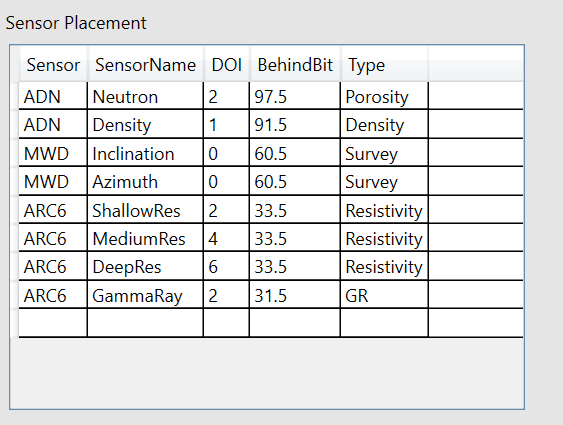 Sensor Placement
Sensor SensorName DOI BehindBit Type
ADN Neutron 2 97.5 Porosity
ADN Density 1 91.5 Density
MWD Inclination 0 60.5 Survey
MWD Azimuth 0 60.5 Survey
ARC6 ShallowRes 2 33.5 Resistivity
ARC6 MediumRes 4 33.5 Resistivity
ARC6 DeepRes 6 33.5 Resistivity
ARC6 GammaRay 2 31.5 GR